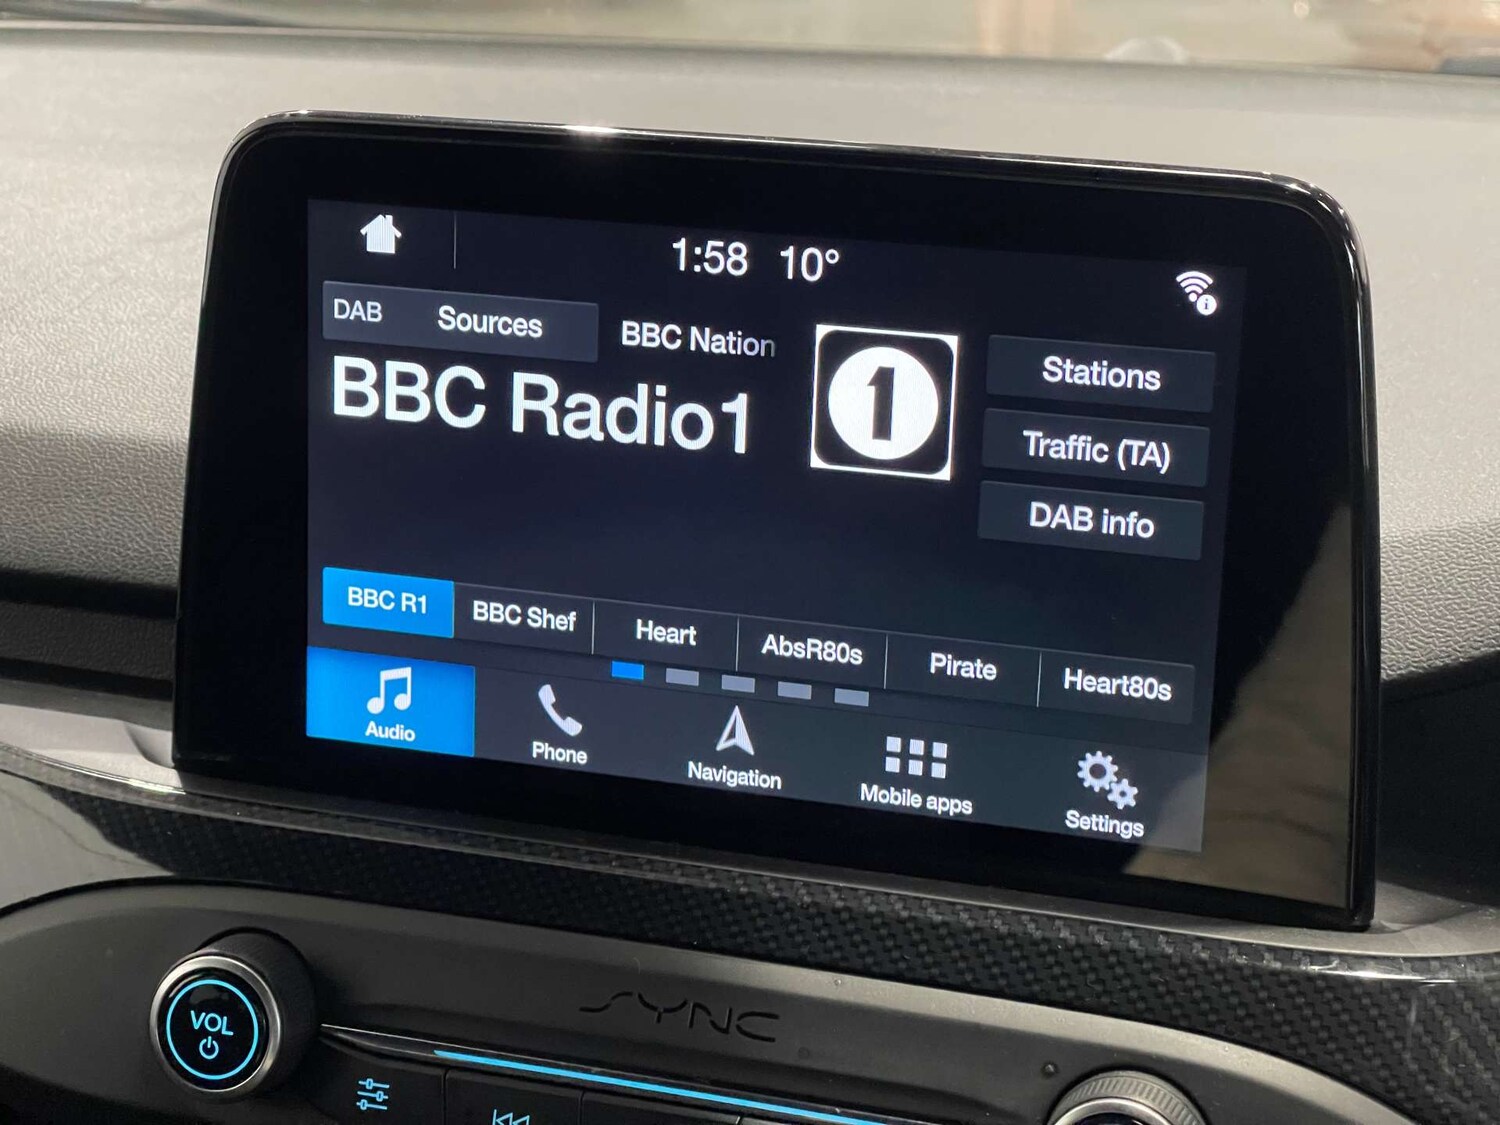 1:58 10°
DAB Sources
BBC Nation
BBC Radio1
1
Stations
Traffic (TA)
DAB info
BBC R1 BBC Shef Heart AbsR80s Pirate Heart80s
Audio Phone Navigation Mobile apps Settings
SYNC
VOL